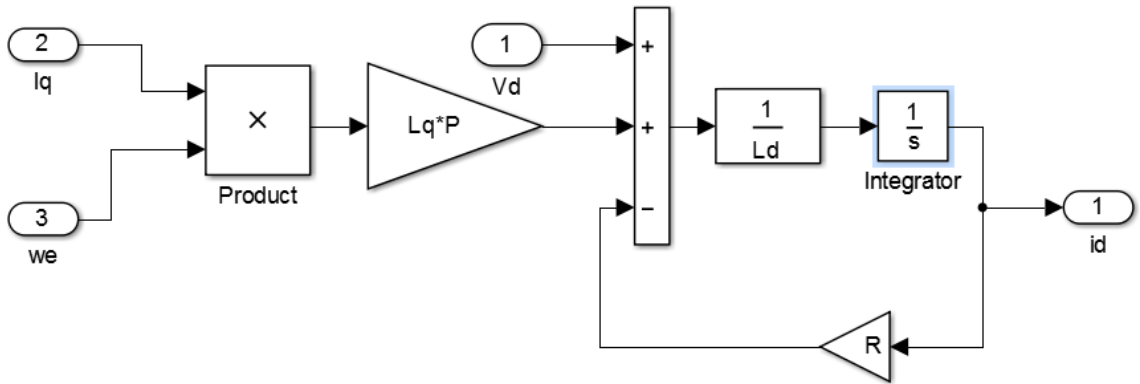 2
Iq
3
we
×
Product
Lq*P
1
Vd
+
+
−
1
Ld
1
s
Integrator
1
id
R